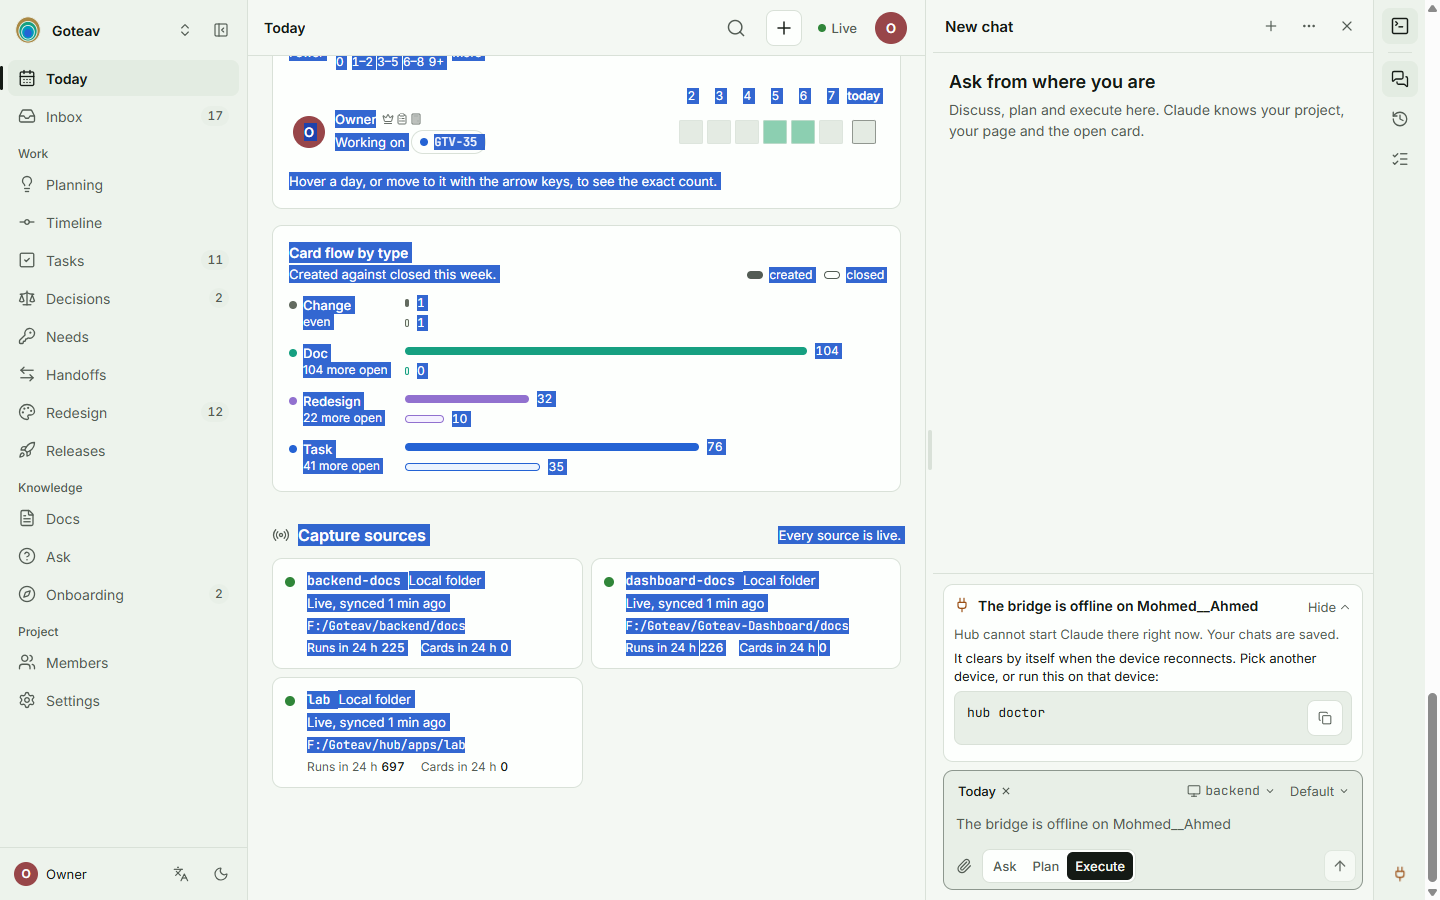 Goteav
Today
Inbox 17
Work
Planning
Timeline
Tasks 11
Decisions 2
Needs
Handoffs
Redesign 12
Releases
Knowledge
Docs
Ask
Onboarding 2
Project
Members
Settings
O Owner
Today
Live
O
0 1–2 3–5 6–8 9+
2 3 4 5 6 7 today
O
Owner
Working on GTV-35
Hover a day, or move to it with the arrow keys, to see the exact count.
Card flow by type
Created against closed this week.
created closed
Change 1
even 1
Doc 104
104 more open 0
Redesign 32
22 more open 10
Task 76
41 more open 35
Capture sources
Every source is live.
backend-docs Local folder
Live, synced 1 min ago
F:/Goteav/backend/docs
Runs in 24 h 225 Cards in 24 h 0
dashboard-docs Local folder
Live, synced 1 min ago
F:/Goteav/Goteav-Dashboard/docs
Runs in 24 h 226 Cards in 24 h 0
lab Local folder
Live, synced 1 min ago
F:/Goteav/hub/apps/lab
Runs in 24 h 697 Cards in 24 h 0
New chat
Ask from where you are
Discuss, plan and execute here. Claude knows your project,
your page and the open card.
The bridge is offline on Mohmed__Ahmed
Hide
Hub cannot start Claude there right now. Your chats are saved.
It clears by itself when the device reconnects. Pick another
device, or run this on that device:
hub doctor
Today
backend
Default
The bridge is offline on Mohmed__Ahmed
Ask Plan Execute